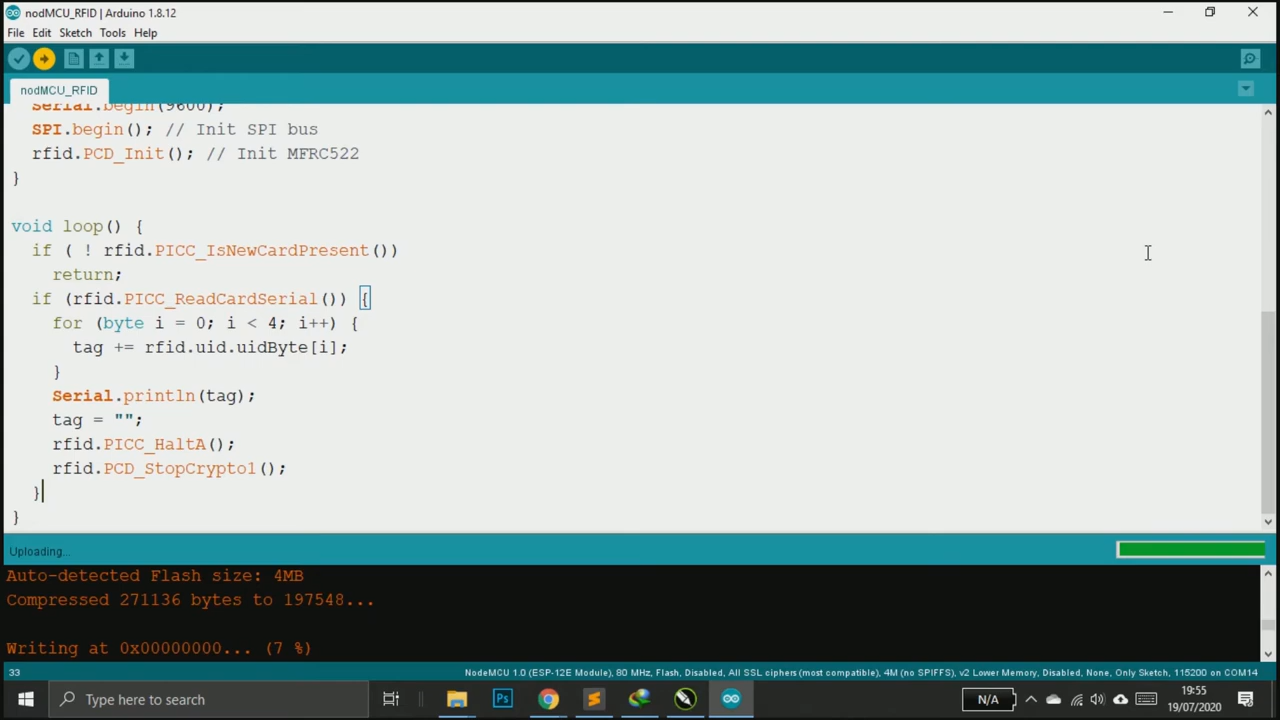 nodMCU_RFID | Arduino 1.8.12
File Edit Sketch Tools Help
nodMCU_RFID
Serial.begin(9600);
SPI.begin(); // Init SPI bus
rfid.PCD_Init(); // Init MFRC522
}
void loop() {
if ( ! rfid.PICC_IsNewCardPresent())
return;
if (rfid.PICC_ReadCardSerial()) {
for (byte i = 0; i < 4; i++) {
tag += rfid.uid.uidByte[i];
}
Serial.println(tag);
tag = "";
rfid.PICC_HaltA();
rfid.PCD_StopCrypto1();
}
}
Uploading...
Auto-detected Flash size: 4MB
Compressed 271136 bytes to 197548...
Writing at 0x00000000... (7 %)
33 NodeMCU 1.0 (ESP-12E Module), 80 MHz, Flash, Disabled, All SSL ciphers (most compatible), 4M (no SPIFFS), v2 Lower Memory, Disabled, None, Only Sketch, 115200 on COM14
Type here to search Ps N/A 19:55
19/07/2020